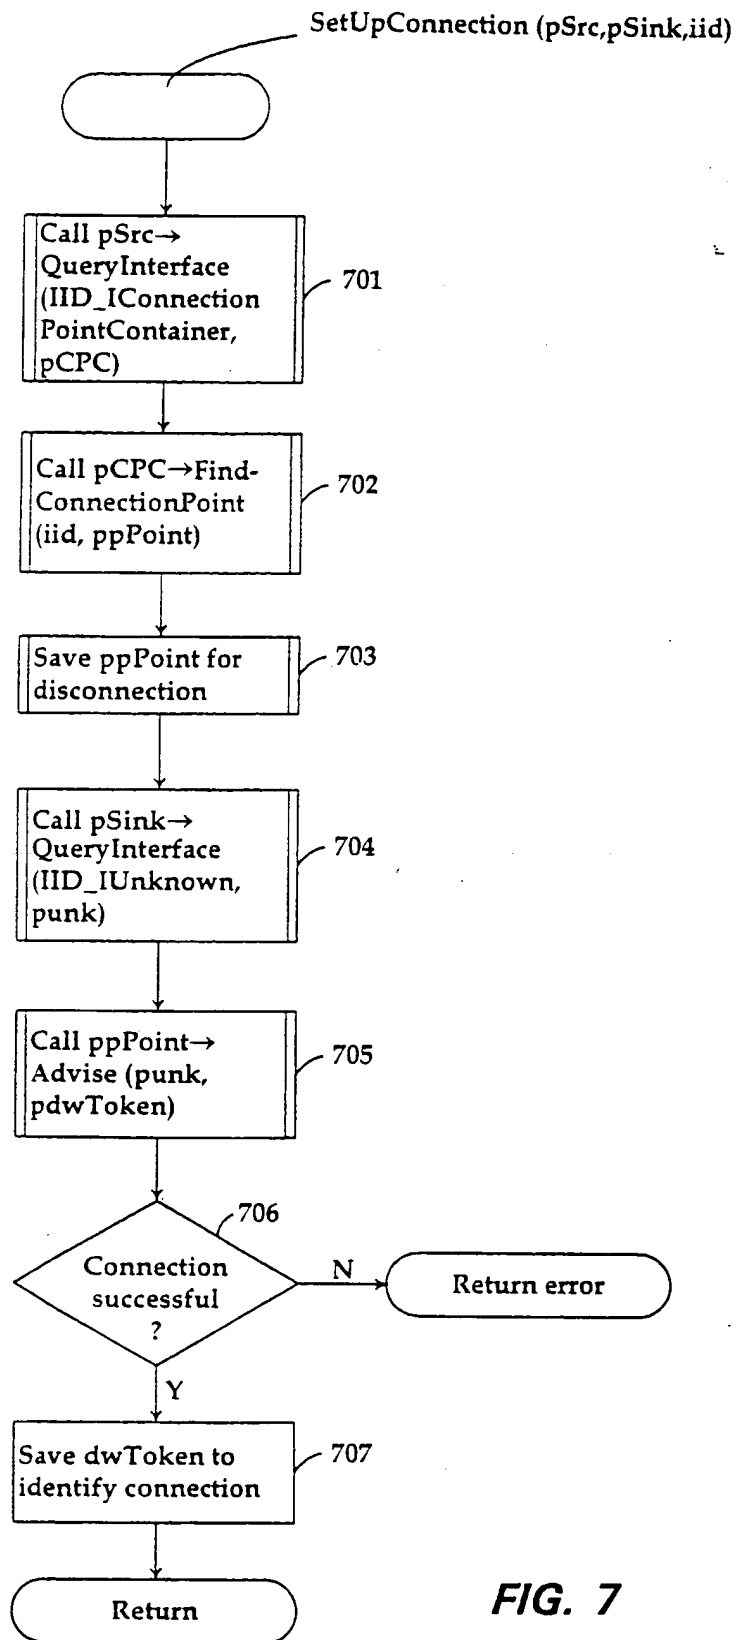 SetUpConnection (pSrc,pSink,iid)
Call pSrc→
QueryInterface
(IID_IConnection
PointContainer,
pCPC)
701
Call pCPC→Find-
ConnectionPoint
(iid, ppPoint)
702
Save ppPoint for
disconnection
703
Call pSink→
QueryInterface
(IID_IUnknown,
punk)
704
Call ppPoint→
Advise (punk,
pdwToken)
705
706
Connection
successful
?
N
Return error
Y
Save dwToken to
identify connection
707
Return
FIG. 7